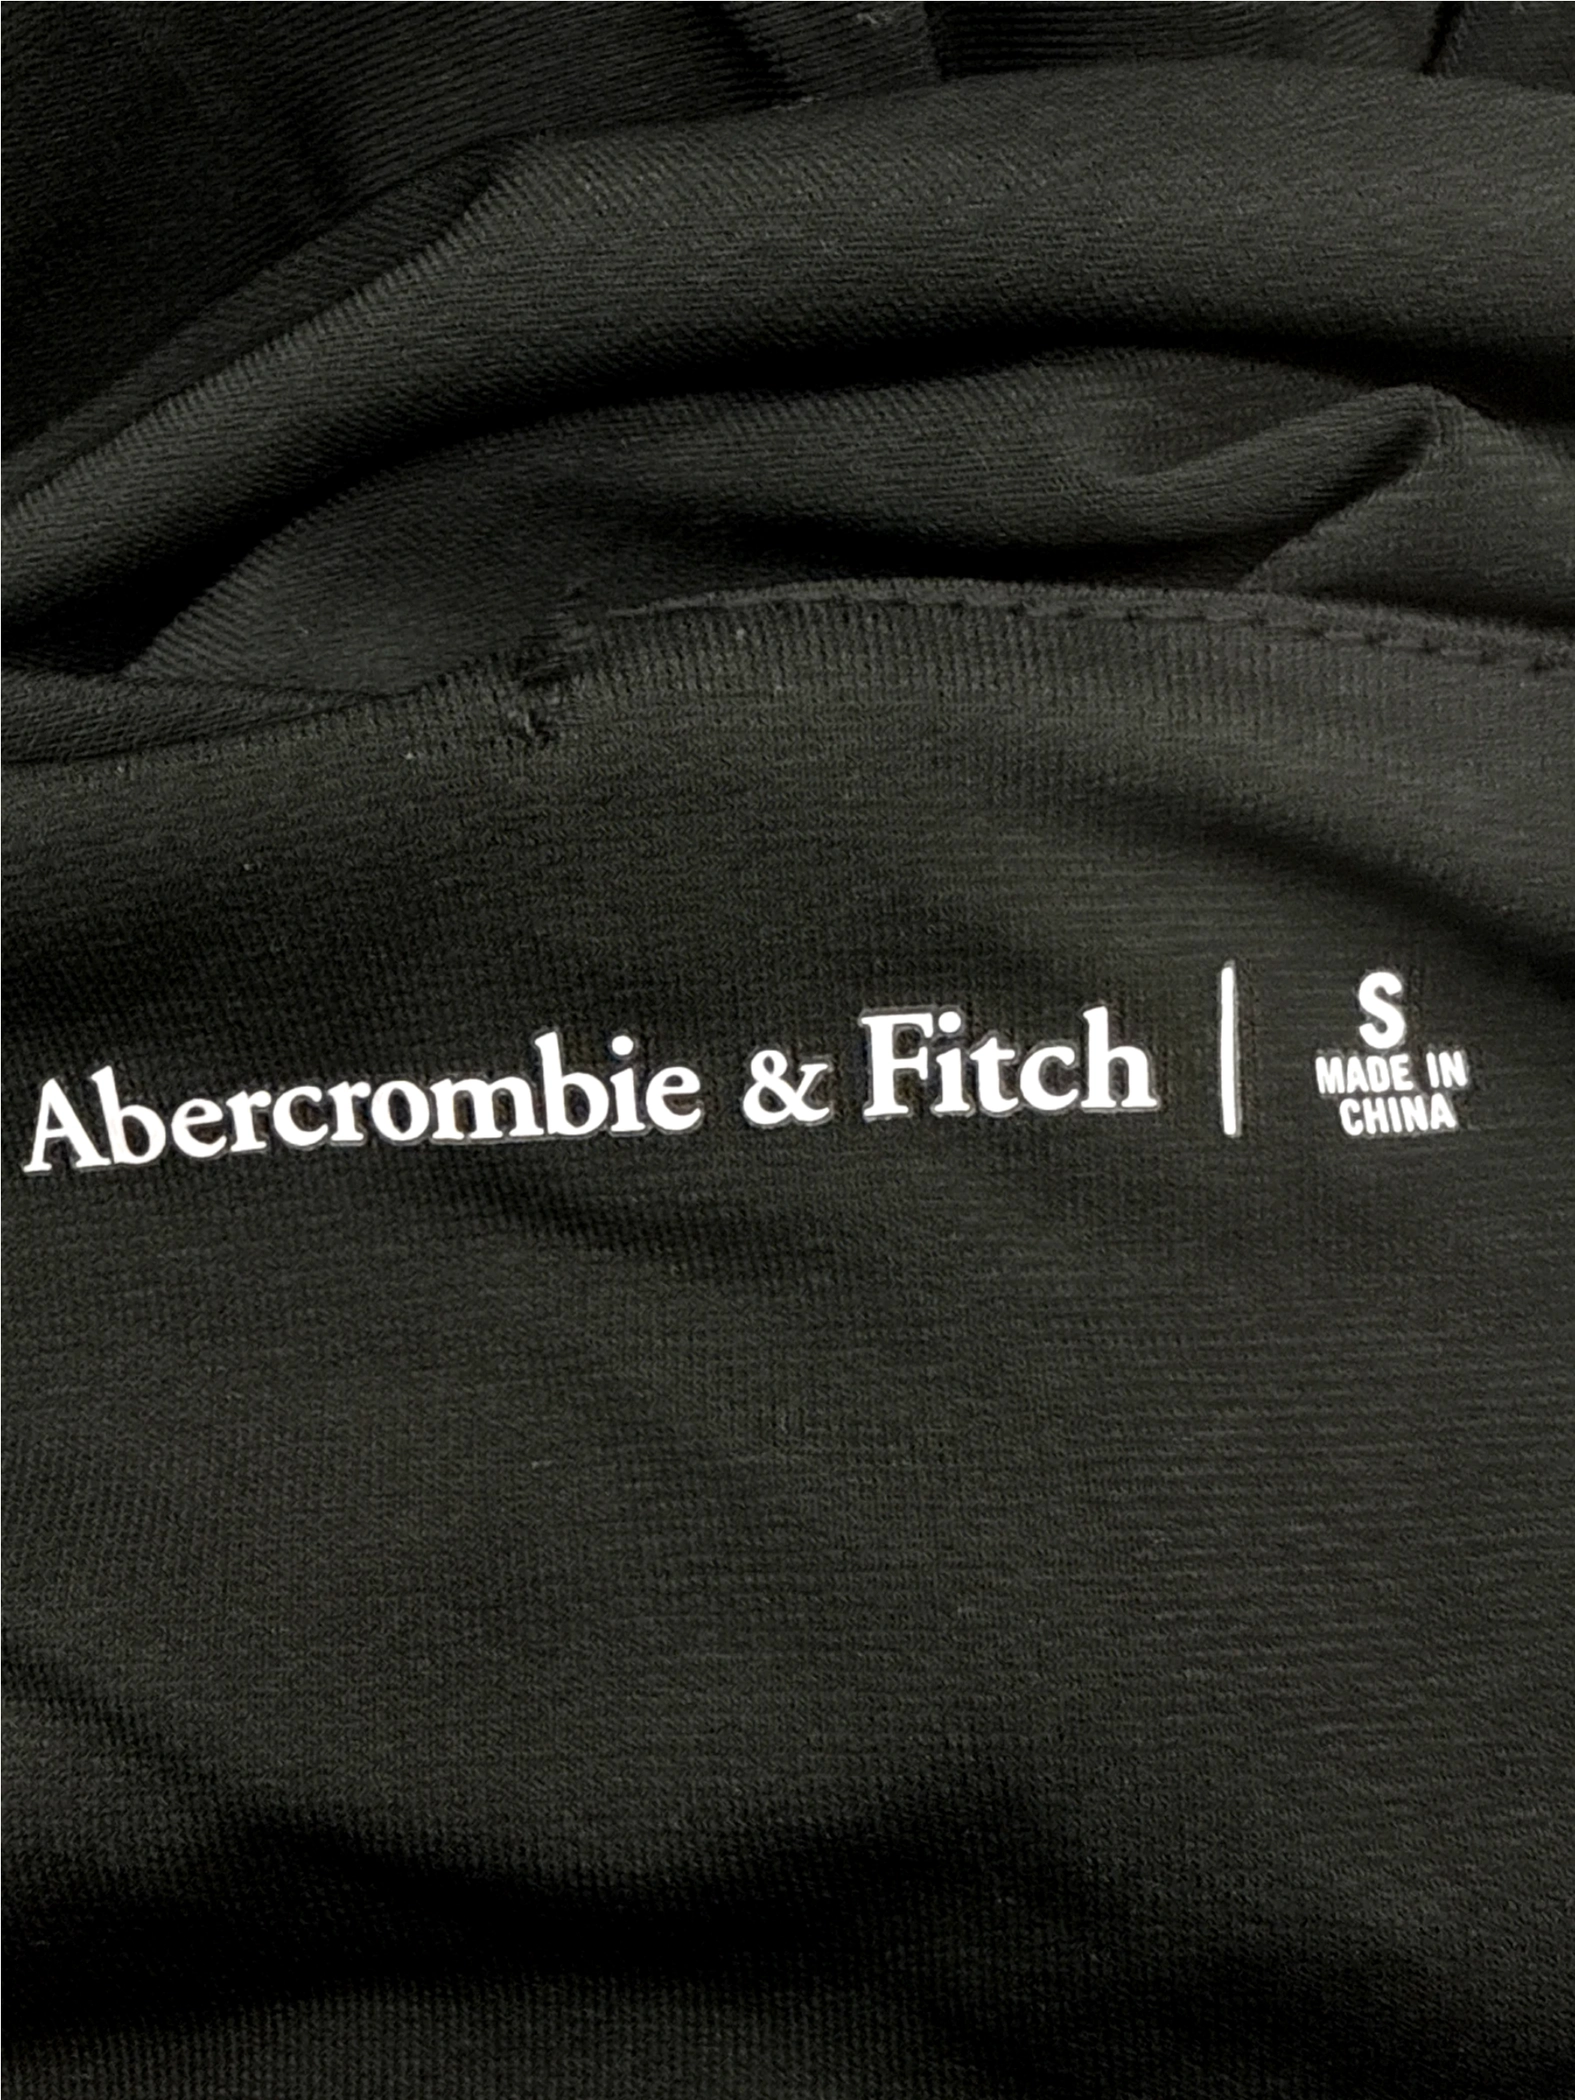 Abercrombie & Fitch | S
MADE IN
CHINA